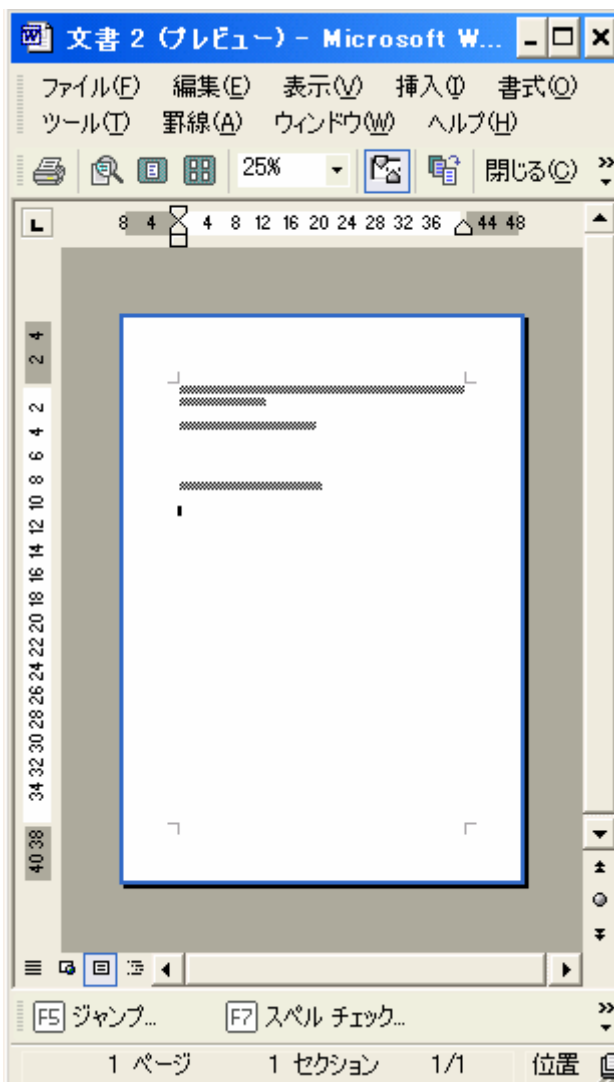 文書 2 (プレビュー) - Microsoft W...
ファイル(F) 編集(E) 表示(V) 挿入(I) 書式(O)
ツール(T) 罫線(A) ウィンドウ(W) ヘルプ(H)
25% 閉じる(C)
L 8 4 4 8 12 16 20 24 28 32 36 44 48
4 2 2 4 6 8 10 12 14 16 18 20 22 24 26 28 30 32 34 38 40
F5 ジャンプ... F7 スペル チェック...
1 ページ 1 セクション 1/1 位置